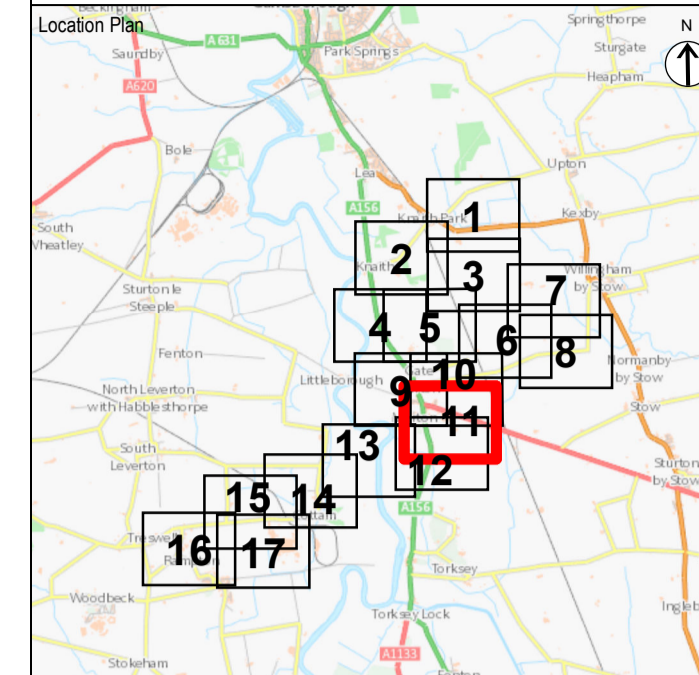 Beckingham
Location Plan
Springthorpe
N
Saundby
A 631
Park Springs
Sturgate
Heapham
A620
Bole
Upton
Lea
A156
Knaith Park
1
Kexby
South
Wheatley
2
Knaith
3
Willingham
by Stow
7
Sturton le
Steeple
4
5
6
8
Fenton
Normanby
by Stow
Gate
10
Littleborough
9
North Leverton
with Habblesthorpe
11
Stow
South
Leverton
13
12
Sturton
by Stow
15
14
A156
Treswell
16
17
Torksey
Woodbeck
Torksey Lock
Stokeham
A1133